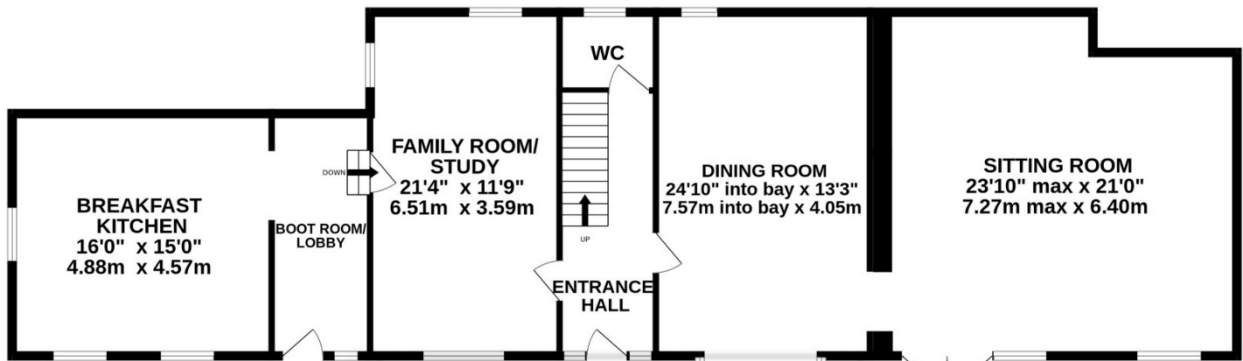 BREAKFAST
KITCHEN
16'0" x 15'0"
4.88m x 4.57m
BOOT ROOM/
LOBBY
DOWN
FAMILY ROOM/
STUDY
21'4" x 11'9"
6.51m x 3.59m
WC
UP
ENTRANCE
HALL
DINING ROOM
24'10" into bay x 13'3"
7.57m into bay x 4.05m
SITTING ROOM
23'10" max x 21'0"
7.27m max x 6.40m